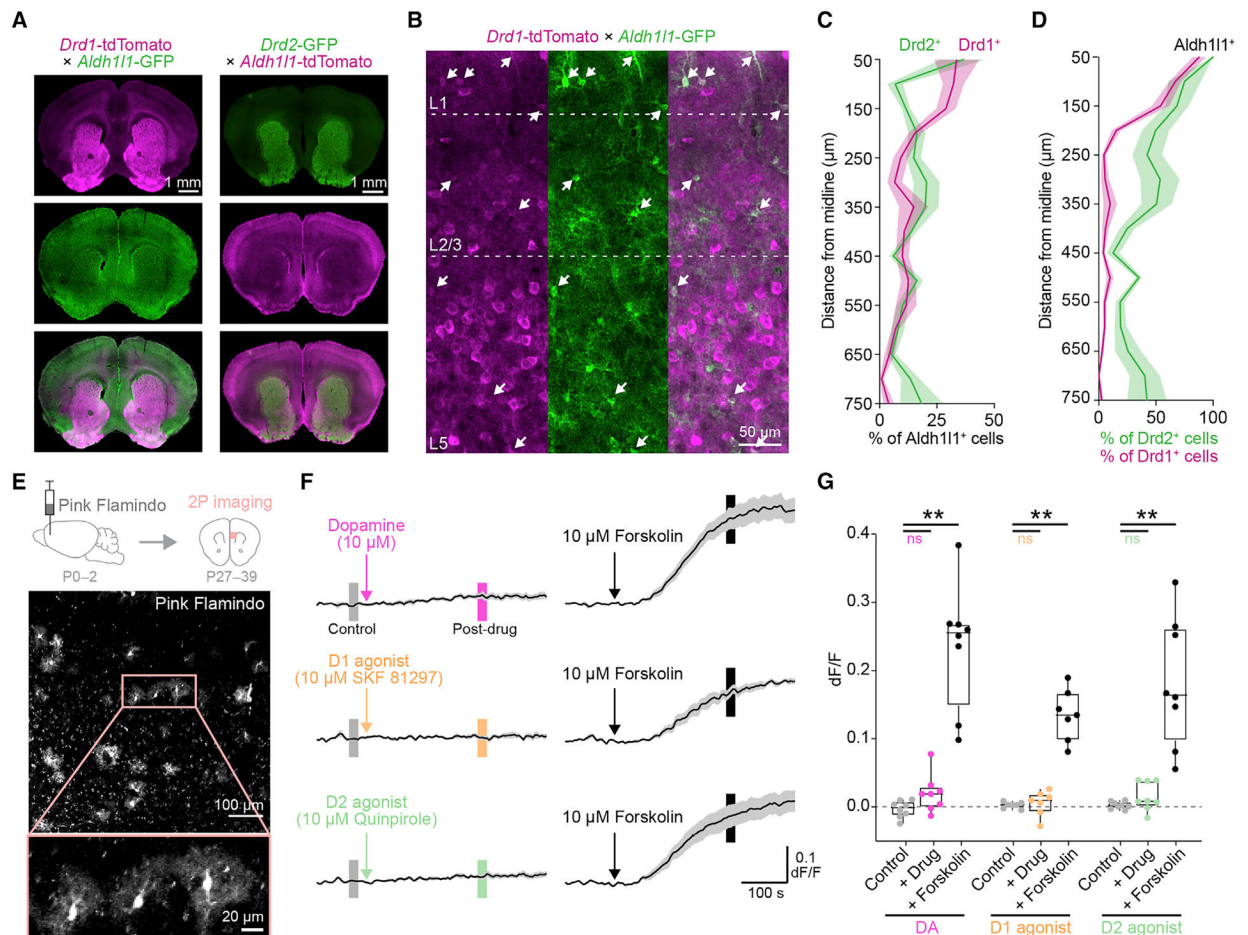 A
Drd1-tdTomato
× Aldh1l1-GFP
Drd2-GFP
× Aldh1l1-tdTomato
1 mm
1 mm
B
Drd1-tdTomato × Aldh1l1-GFP
L1
L2/3
L5
50 µm
C
Drd2⁺
Drd1⁺
Distance from midline (µm)
50
150
250
350
450
550
650
750
0
25
50
% of Aldh1l1⁺ cells
D
Aldh1l1⁺
Distance from midline (µm)
50
150
250
350
450
550
650
750
0
50
100
% of Drd2⁺ cells
% of Drd1⁺ cells
E
Pink Flamindo
2P imaging
P0–2
P27–39
Pink Flamindo
100 µm
20 µm
F
Dopamine
(10 µM)
10 µM Forskolin
Control
Post-drug
D1 agonist
(10 µM SKF 81297)
10 µM Forskolin
D2 agonist
(10 µM Quinpirole)
10 µM Forskolin
0.1
dF/F
100 s
G
**
**
**
ns
ns
ns
dF/F
0.4
0.3
0.2
0.1
0.0
Control
+ Drug
+ Forskolin
Control
+ Drug
+ Forskolin
Control
+ Drug
+ Forskolin
DA
D1 agonist
D2 agonist